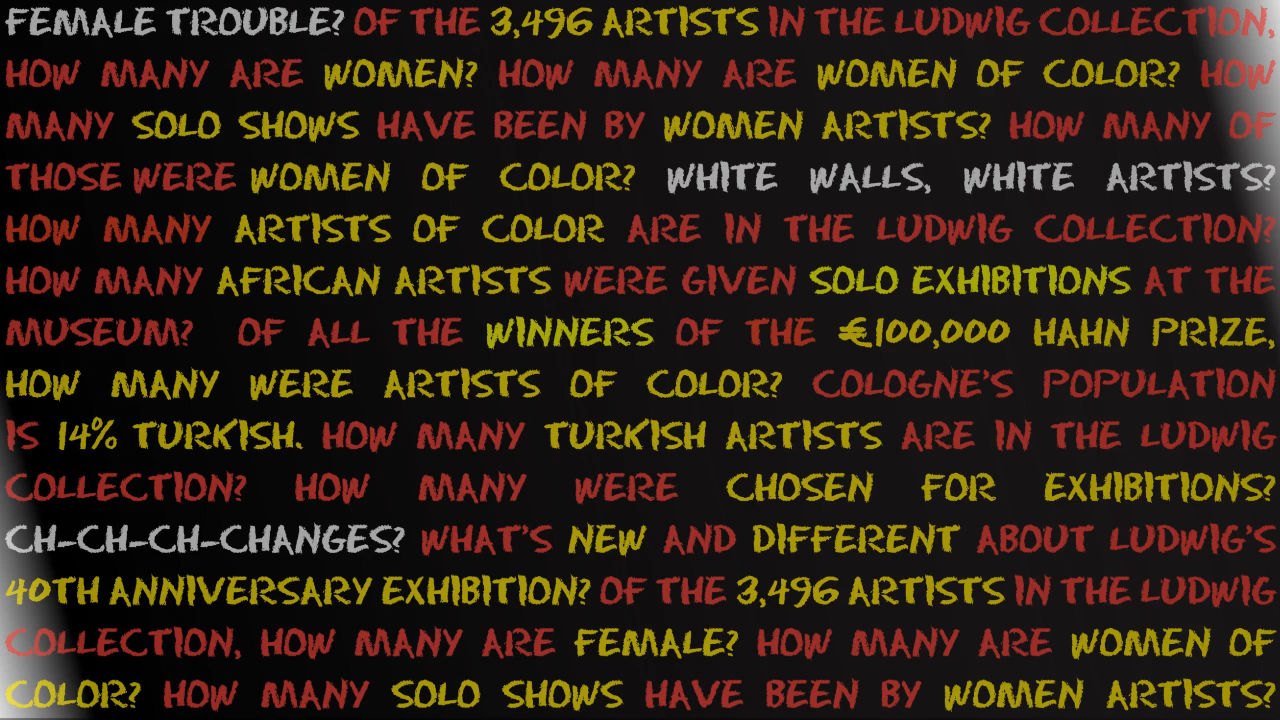 FEMALE TROUBLE? OF THE 3,496 ARTISTS IN THE LUDWIG COLLECTION,
HOW MANY ARE WOMEN? HOW MANY ARE WOMEN OF COLOR? HOW
MANY SOLO SHOWS HAVE BEEN BY WOMEN ARTISTS? HOW MANY OF
THOSE WERE WOMEN OF COLOR? WHITE WALLS, WHITE ARTISTS?
HOW MANY ARTISTS OF COLOR ARE IN THE LUDWIG COLLECTION?
HOW MANY AFRICAN ARTISTS WERE GIVEN SOLO EXHIBITIONS AT THE
MUSEUM? OF ALL THE WINNERS OF THE €100,000 HAHN PRIZE,
HOW MANY WERE ARTISTS OF COLOR? COLOGNE'S POPULATION
IS 14% TURKISH. HOW MANY TURKISH ARTISTS ARE IN THE LUDWIG
COLLECTION? HOW MANY WERE CHOSEN FOR EXHIBITIONS?
CH-CH-CH-CHANGES? WHAT'S NEW AND DIFFERENT ABOUT LUDWIG'S
40TH ANNIVERSARY EXHIBITION? OF THE 3,496 ARTISTS IN THE LUDWIG
COLLECTION, HOW MANY ARE FEMALE? HOW MANY ARE WOMEN OF
COLOR? HOW MANY SOLO SHOWS HAVE BEEN BY WOMEN ARTISTS?